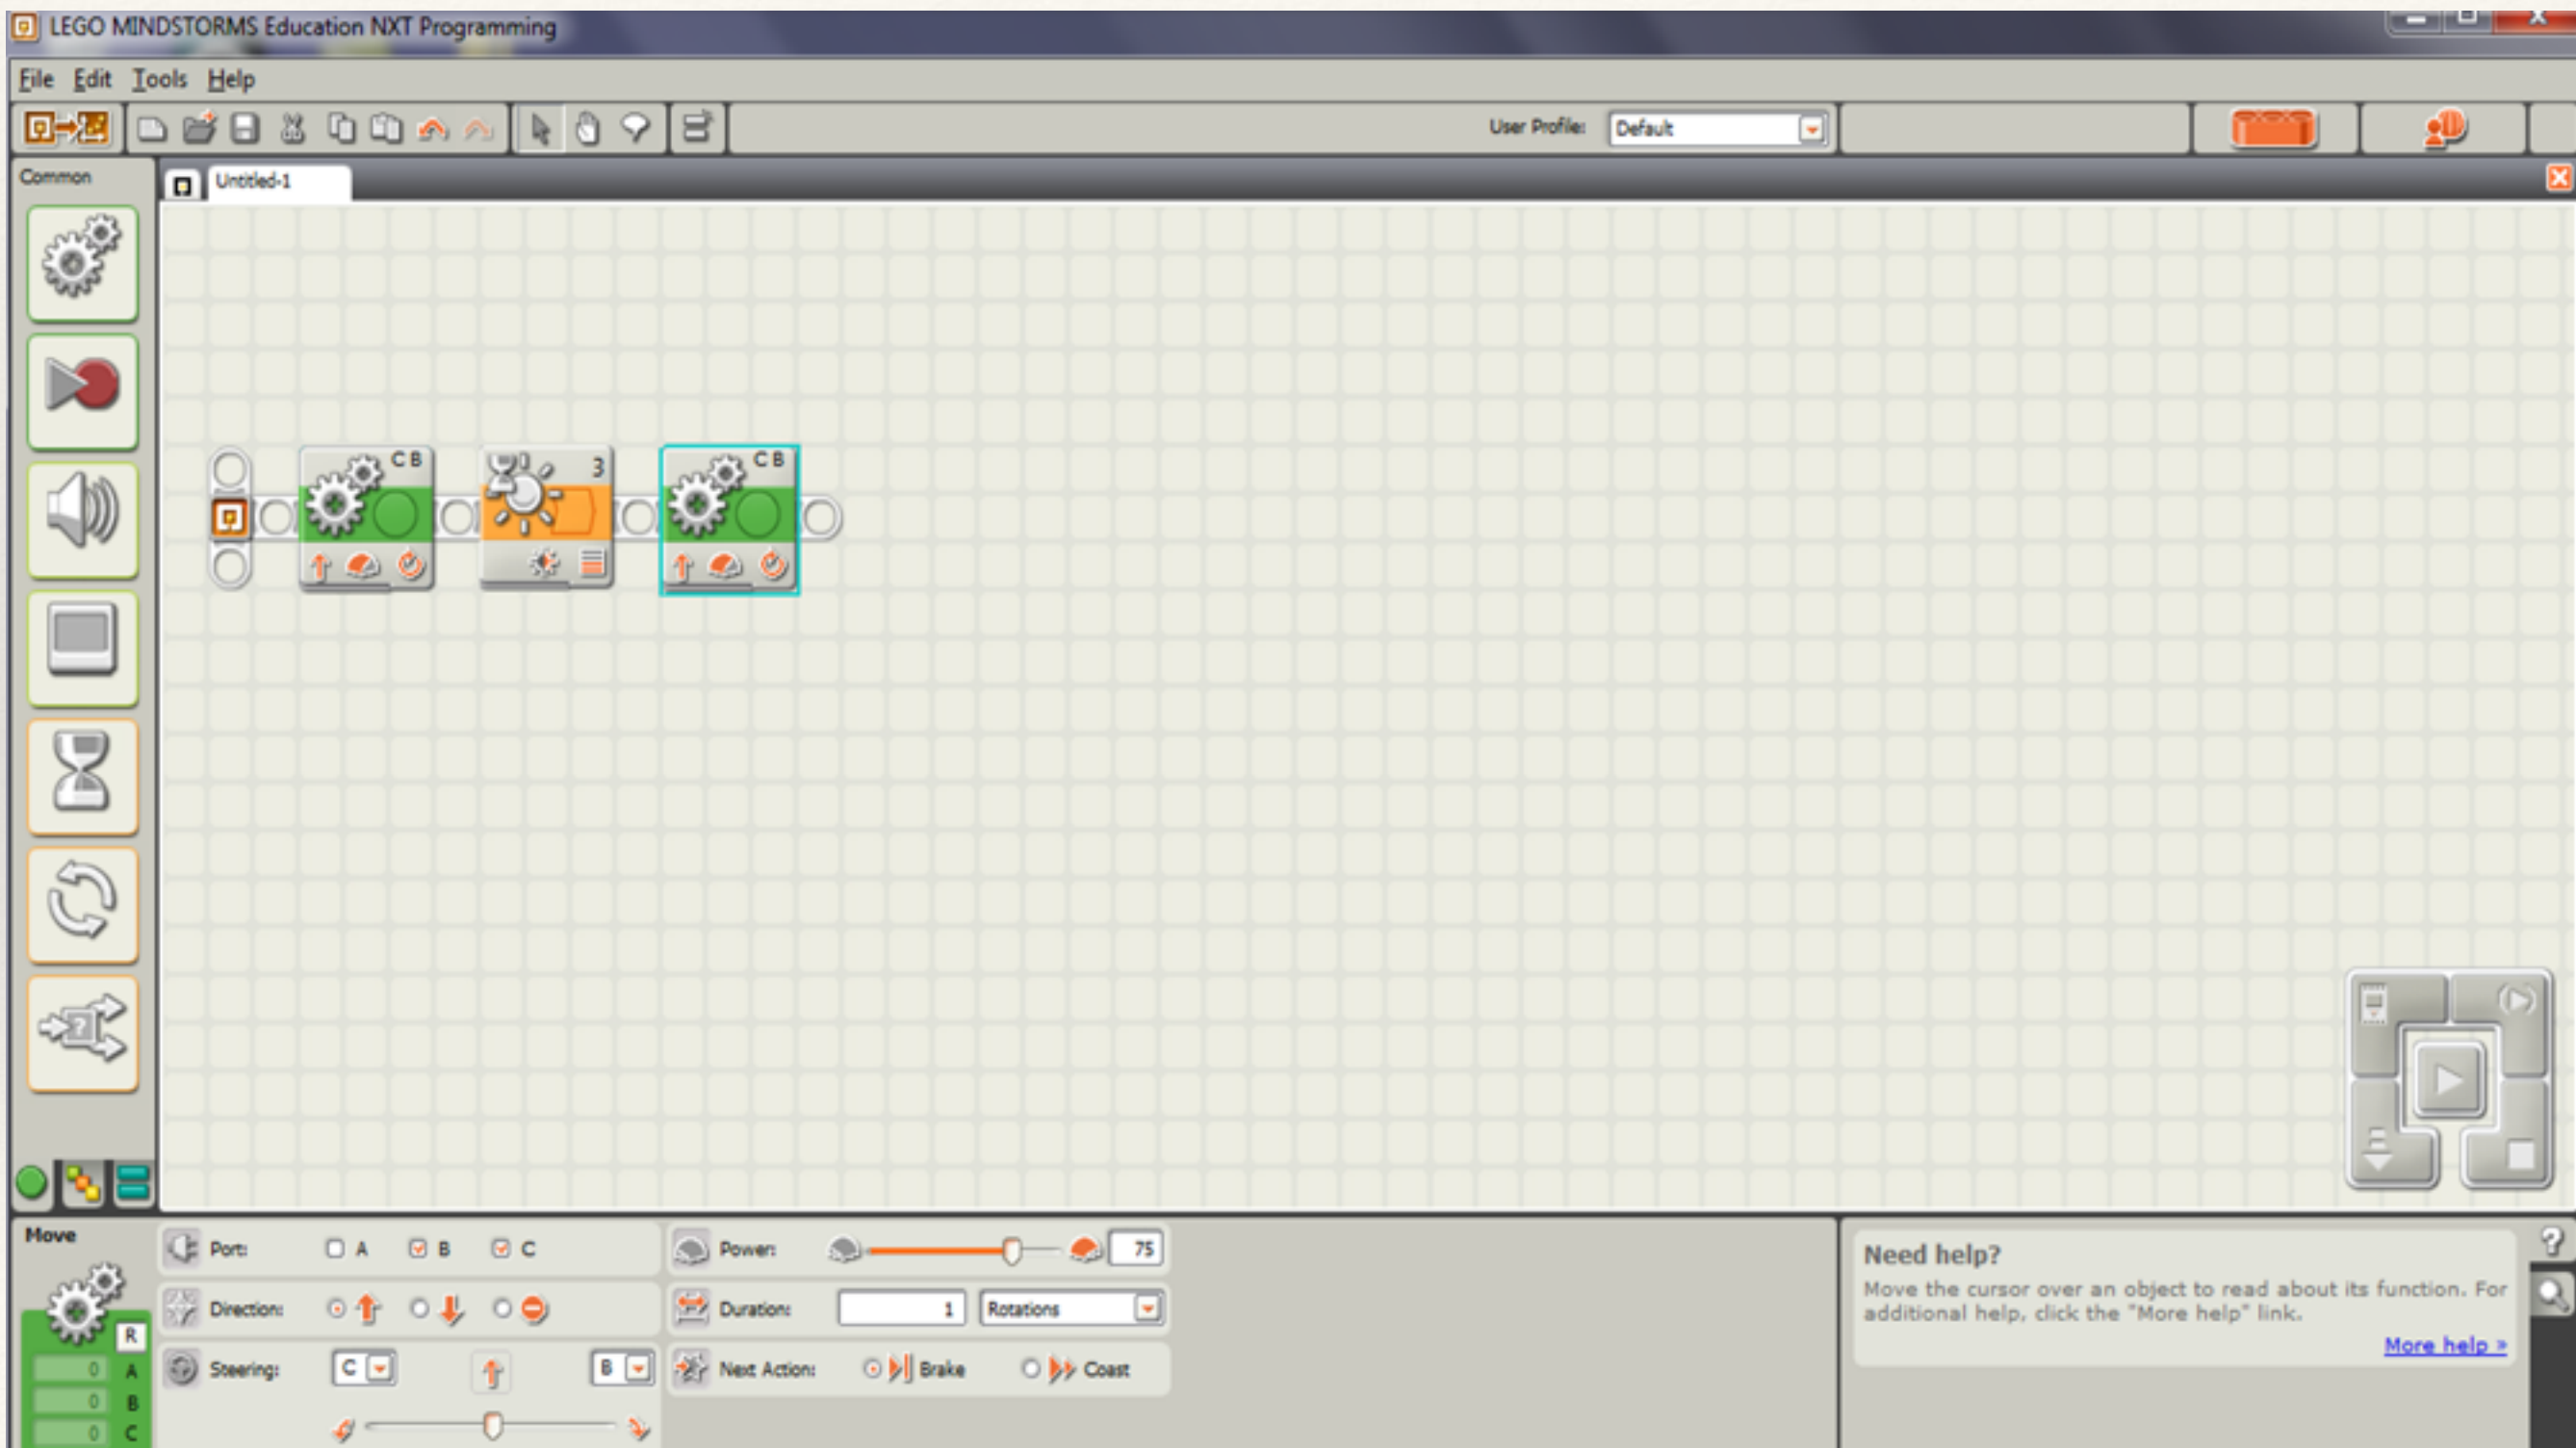 LEGO MINDSTORMS Education NXT Programming
File Edit Tools Help
User Profile: Default
Common
Untitled-1
C B
3
C B
Move
Port: A B C
Power: 75
Need help?
Move the cursor over an object to read about its function. For
additional help, click the "More help" link.
More help »
?
Direction:
Duration: 1 Rotations
R
0 A
0 B
0 C
Steering: C B
Next Action: Brake Coast